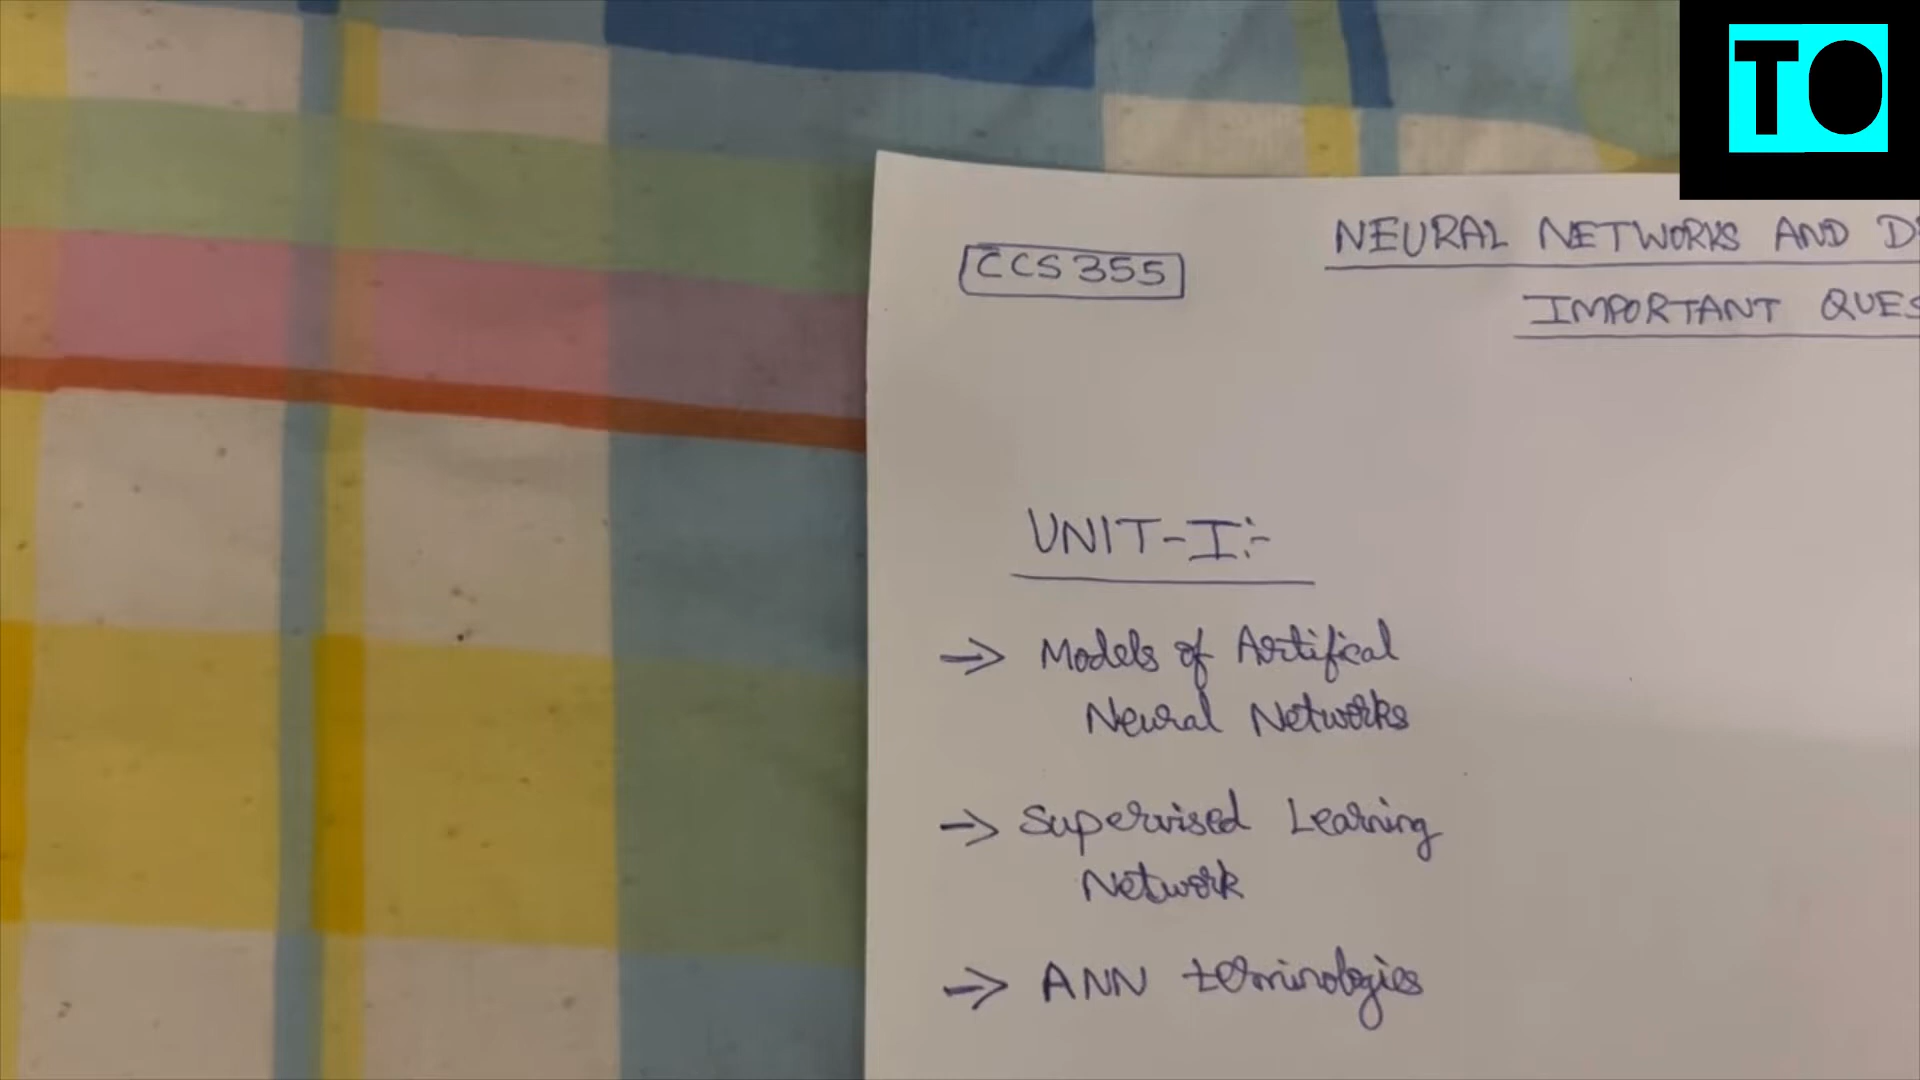 TO
CCS355
NEURAL NETWORKS AND
IMPORTANT
UNIT-I:-
→ Models of Artifical
Neural Networks
→ Supervised Learning
Network
→ ANN terminologies